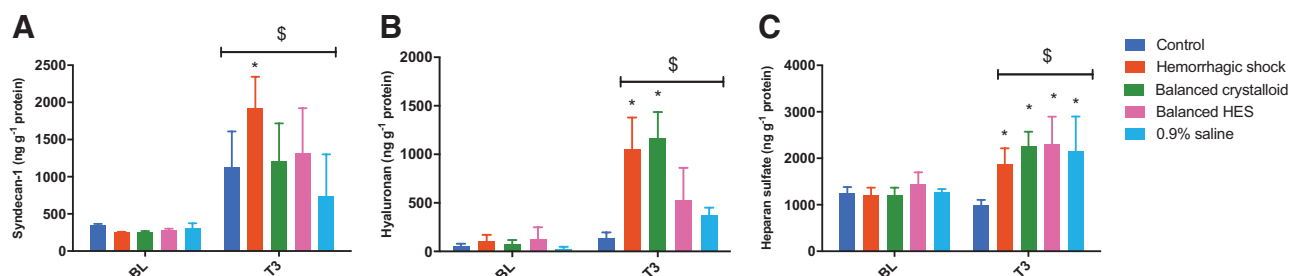 A
Syndecan-1 (ng g-1 protein)
2500
2000
1500
1000
500
0
$
*
BL
T3
B
Hyaluronan (ng g-1 protein)
2000
1500
1000
500
0
$
* *
BL
T3
C
Heparan sulfate (ng g-1 protein)
4000
3000
2000
1000
0
$
* * * *
BL
T3
Control
Hemorrhagic shock
Balanced crystalloid
Balanced HES
0.9% saline